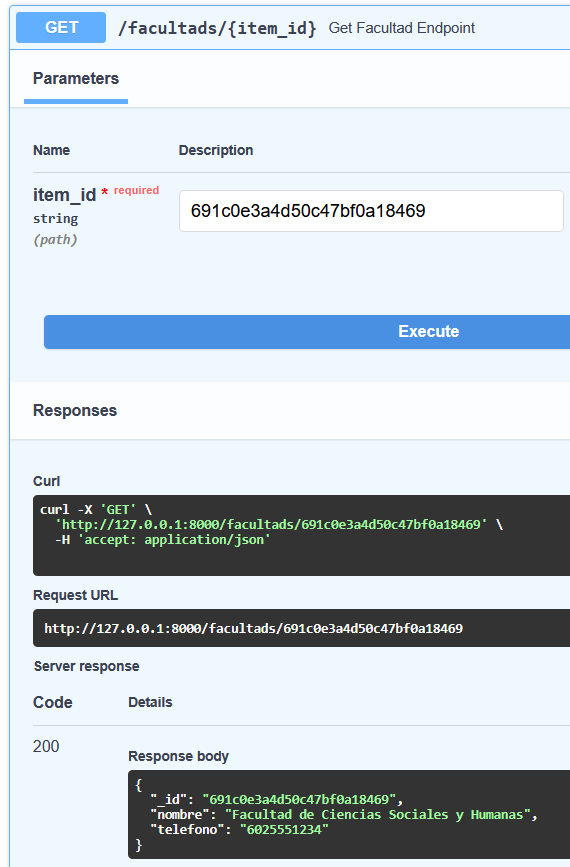 GET /facultads/{item_id} Get Facultad Endpoint
Parameters
Name Description
item_id * required
string
(path)
691c0e3a4d50c47bf0a18469
Execute
Responses
Curl
curl -X 'GET' \
  'http://127.0.0.1:8000/facultads/691c0e3a4d50c47bf0a18469' \
  -H 'accept: application/json'
Request URL
http://127.0.0.1:8000/facultads/691c0e3a4d50c47bf0a18469
Server response
Code Details
200
Response body
{
  "_id": "691c0e3a4d50c47bf0a18469",
  "nombre": "Facultad de Ciencias Sociales y Humanas",
  "telefono": "6025551234"
}